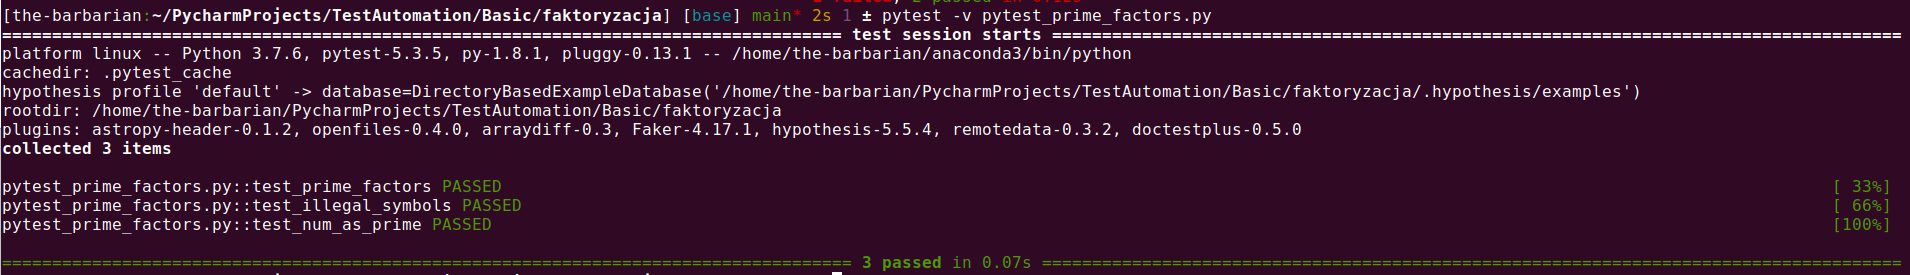 [the-barbarian:~/PycharmProjects/TestAutomation/Basic/faktoryzacja] [base] main* 2s 1 ± pytest -v pytest_prime_factors.py
==================================================================================== test session starts =====================================================================================
platform linux -- Python 3.7.6, pytest-5.3.5, py-1.8.1, pluggy-0.13.1 -- /home/the-barbarian/anaconda3/bin/python
cachedir: .pytest_cache
hypothesis profile 'default' -> database=DirectoryBasedExampleDatabase('/home/the-barbarian/PycharmProjects/TestAutomation/Basic/faktoryzacja/.hypothesis/examples')
rootdir: /home/the-barbarian/PycharmProjects/TestAutomation/Basic/faktoryzacja
plugins: astropy-header-0.1.2, openfiles-0.4.0, arraydiff-0.3, Faker-4.17.1, hypothesis-5.5.4, remotedata-0.3.2, doctestplus-0.5.0
collected 3 items
pytest_prime_factors.py::test_prime_factors PASSED [ 33%]
pytest_prime_factors.py::test_illegal_symbols PASSED [ 66%]
pytest_prime_factors.py::test_num_as_prime PASSED [100%]
===================================================================================== 3 passed in 0.07s ======================================================================================